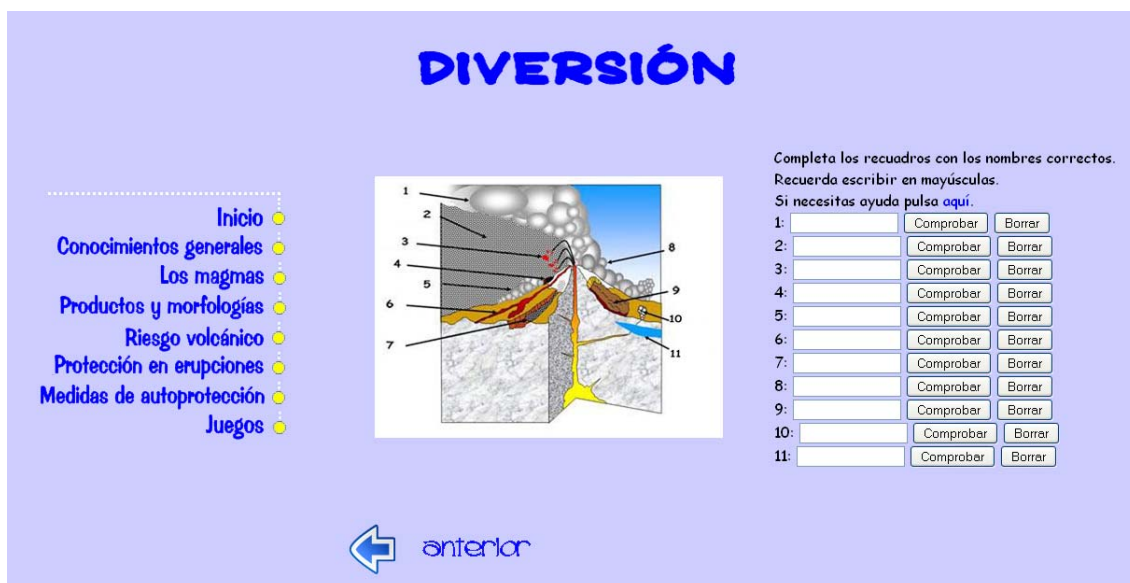 DIVERSIÓN
Inicio
Conocimientos generales
Los magmas
Productos y morfologías
Riesgo volcánico
Protección en erupciones
Medidas de autoprotección
Juegos
1
2
3
4
5
6
7
8
9
10
11
Completa los recuadros con los nombres correctos.
Recuerda escribir en mayúsculas.
Si necesitas ayuda pulsa aquí.
1: Comprobar Borrar
2: Comprobar Borrar
3: Comprobar Borrar
4: Comprobar Borrar
5: Comprobar Borrar
6: Comprobar Borrar
7: Comprobar Borrar
8: Comprobar Borrar
9: Comprobar Borrar
10: Comprobar Borrar
11: Comprobar Borrar
anterior